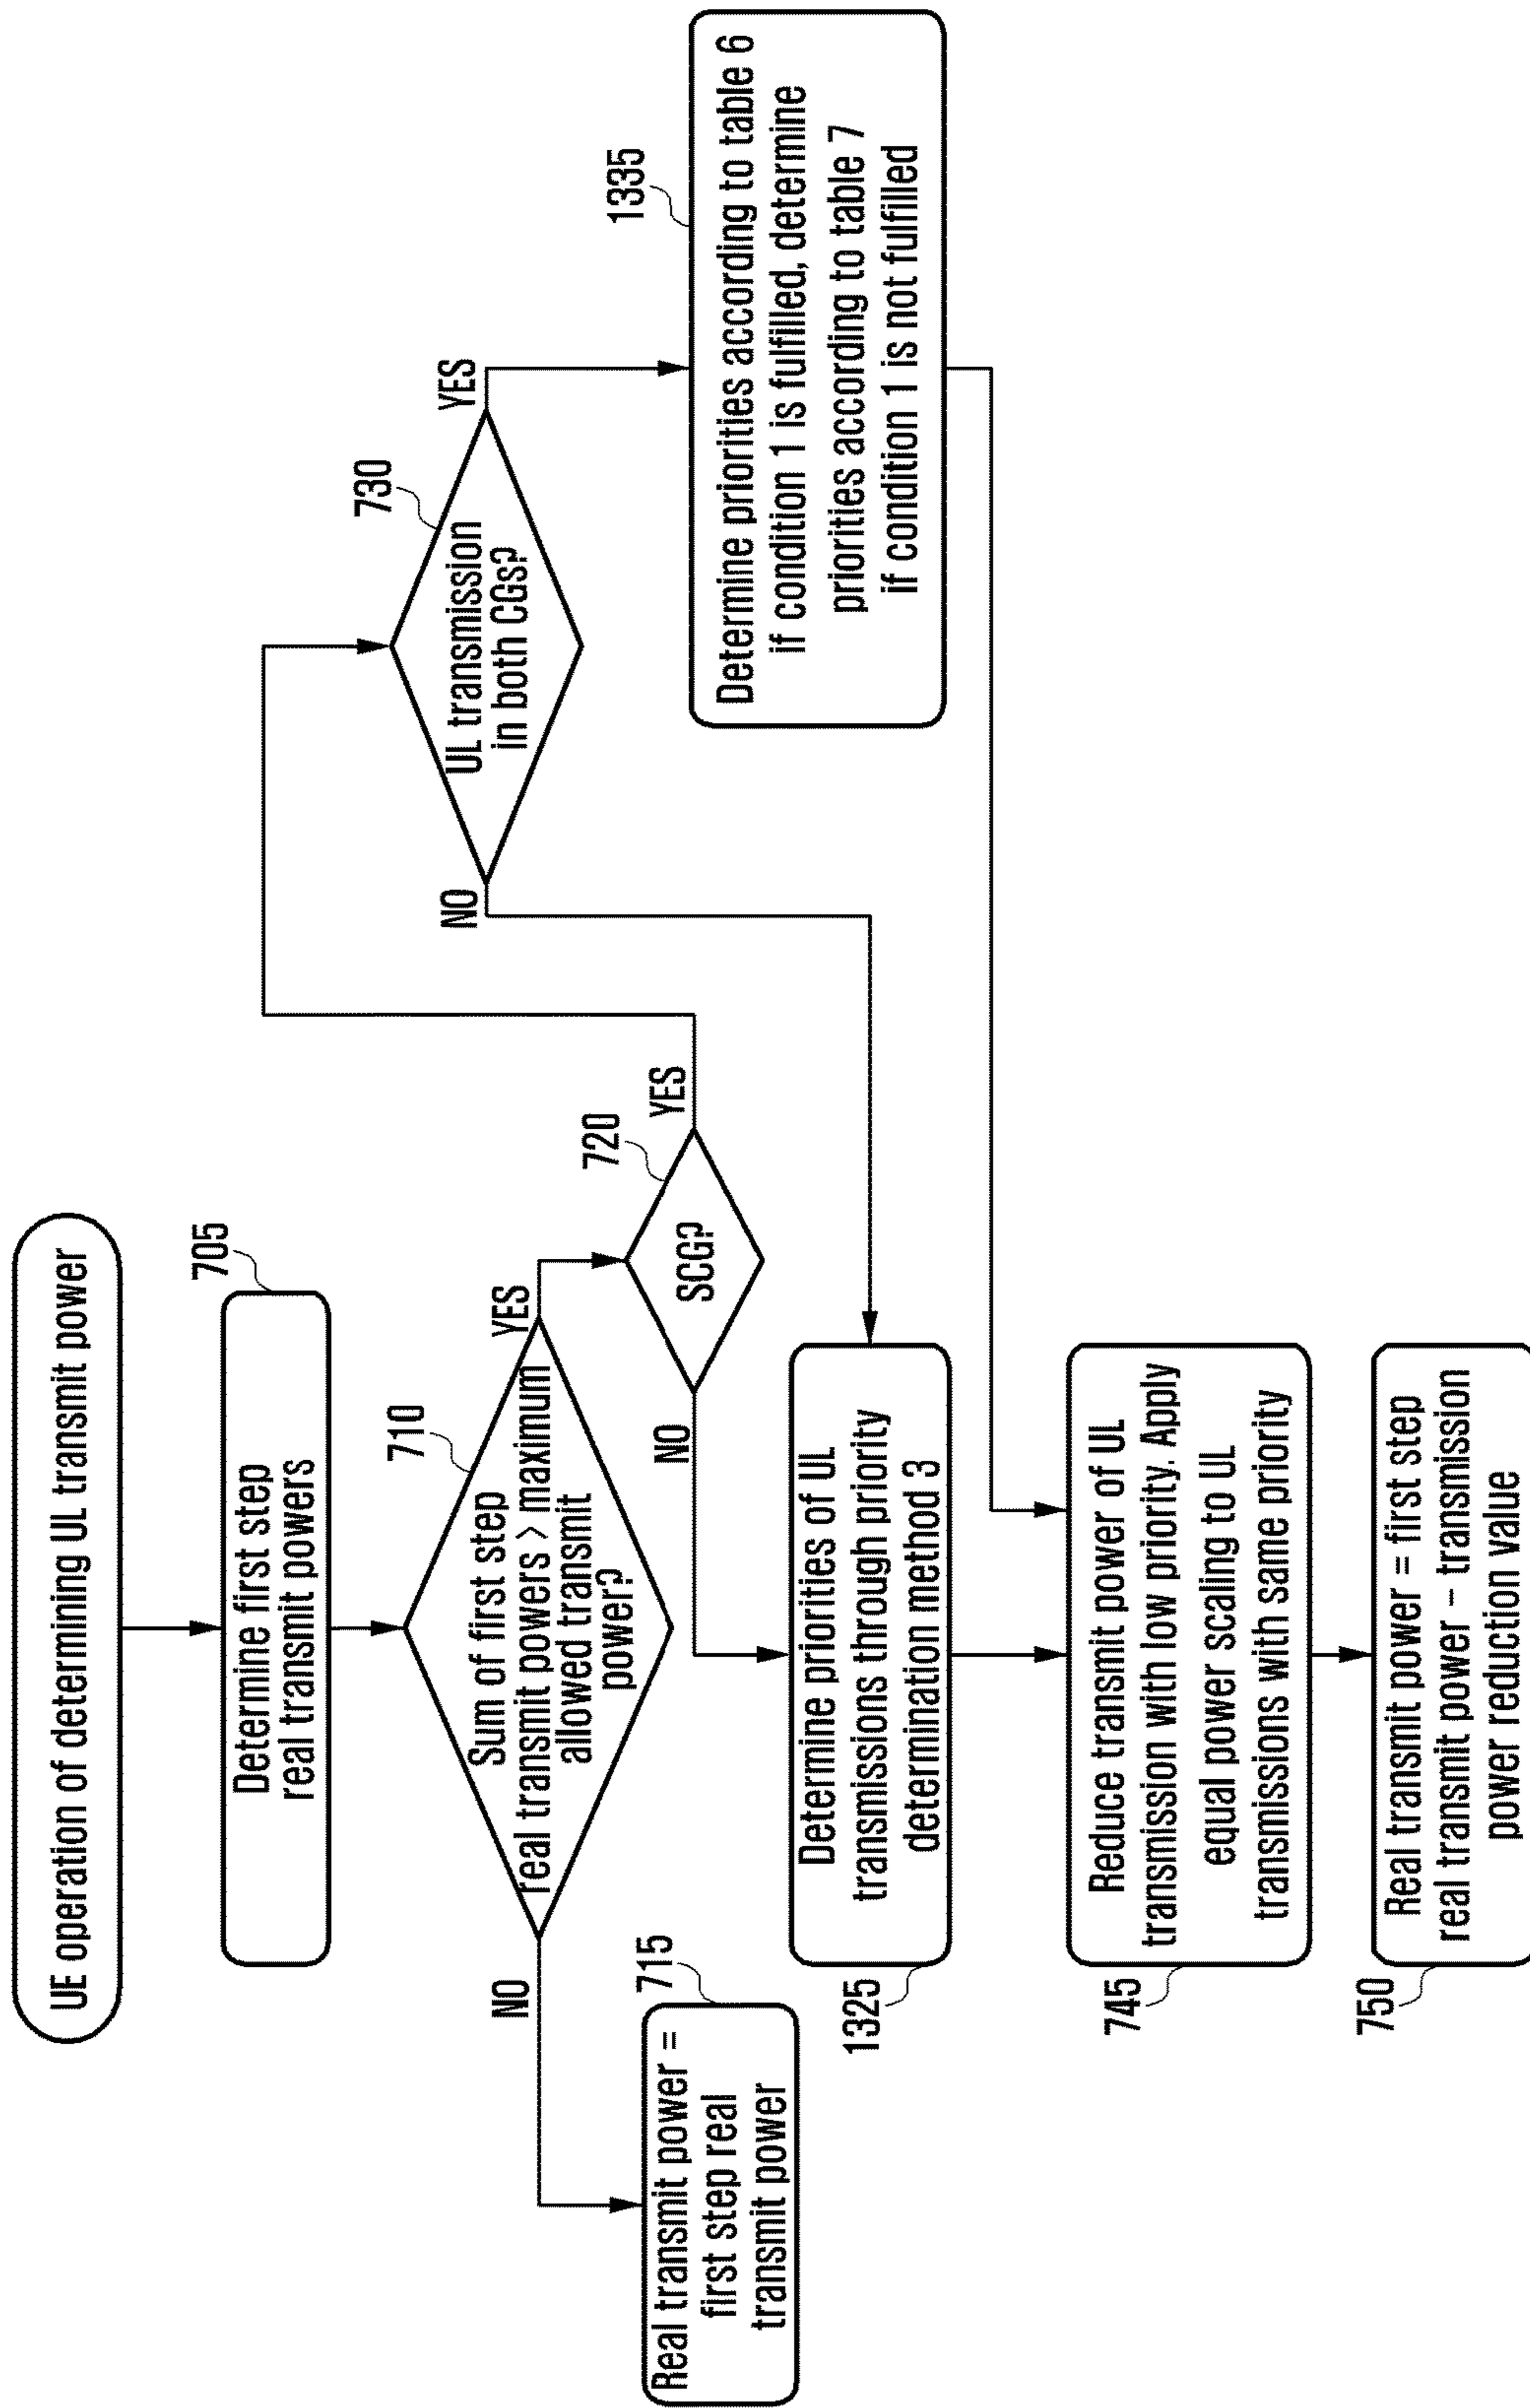 UE operation of determining UL transmit power
705
Determine first step
real transmit powers
710
Sum of first step
real transmit powers > maximum
allowed transmit
power?
NO
YES
715
Real transmit power =
first step real
transmit power
720
SCG?
NO
YES
730
UL transmission
in both CGs?
NO
YES
1325
Determine priorities of UL
transmissions through priority
determination method 3
1335
Determine priorities according to table 6
if condition 1 is fulfilled, determine
priorities according to table 7
if condition 1 is not fulfilled
745
Reduce transmit power of UL
transmission with low priority. Apply
equal power scaling to UL
transmissions with same priority
750
Real transmit power = first step
real transmit power – transmission
power reduction value